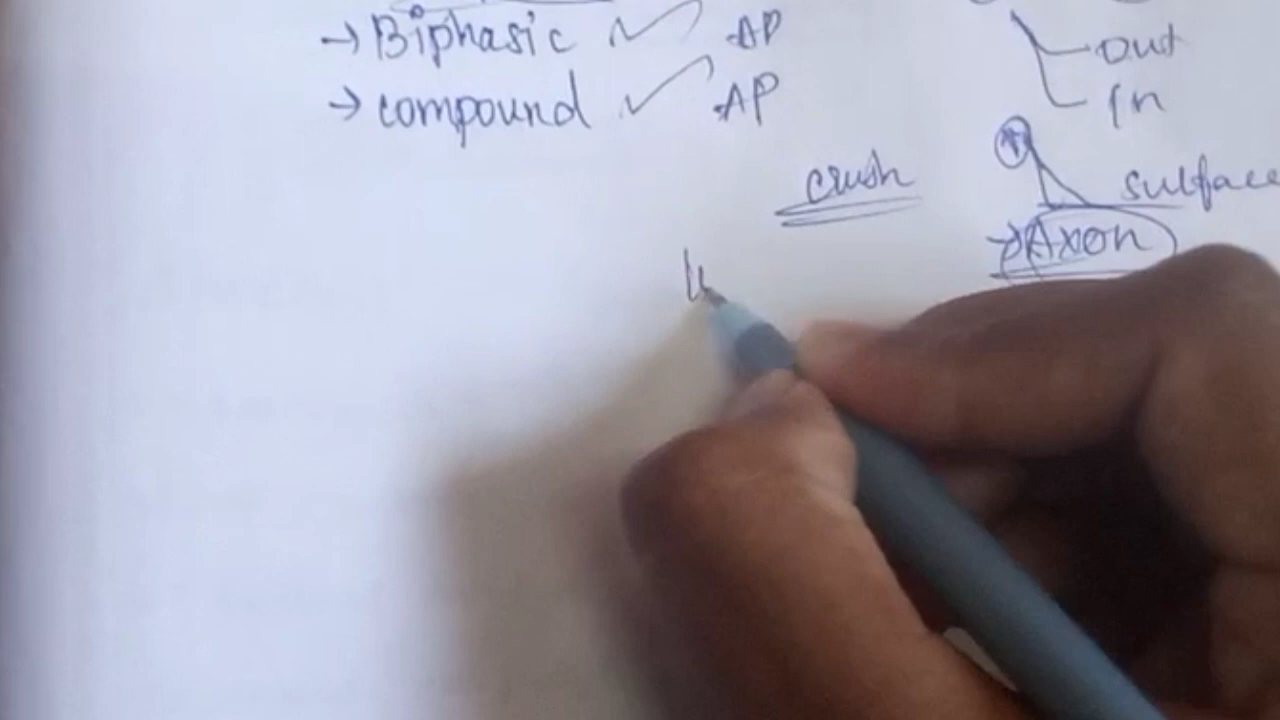 → Biphasic ✓ AP
→ compound ✓ AP
out
In
crush
+
surface
→ Axon